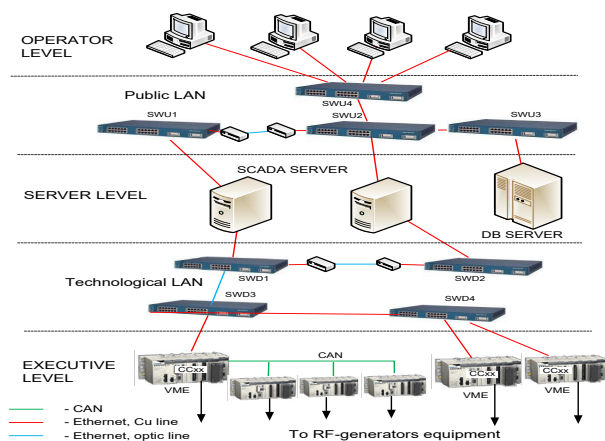 OPERATOR
LEVEL
Public LAN
SWU4
SWU1
SWU2
SWU3
SCADA SERVER
SERVER LEVEL
DB SERVER
SWD1
SWD2
Technological LAN
SWD3
SWD4
EXECUTIVE
LEVEL
CAN
CCxx
CCxx
CCxx
VME
VME
VME
- CAN
- Ethernet, Cu line
- Ethernet, optic line
To RF-generators equipment